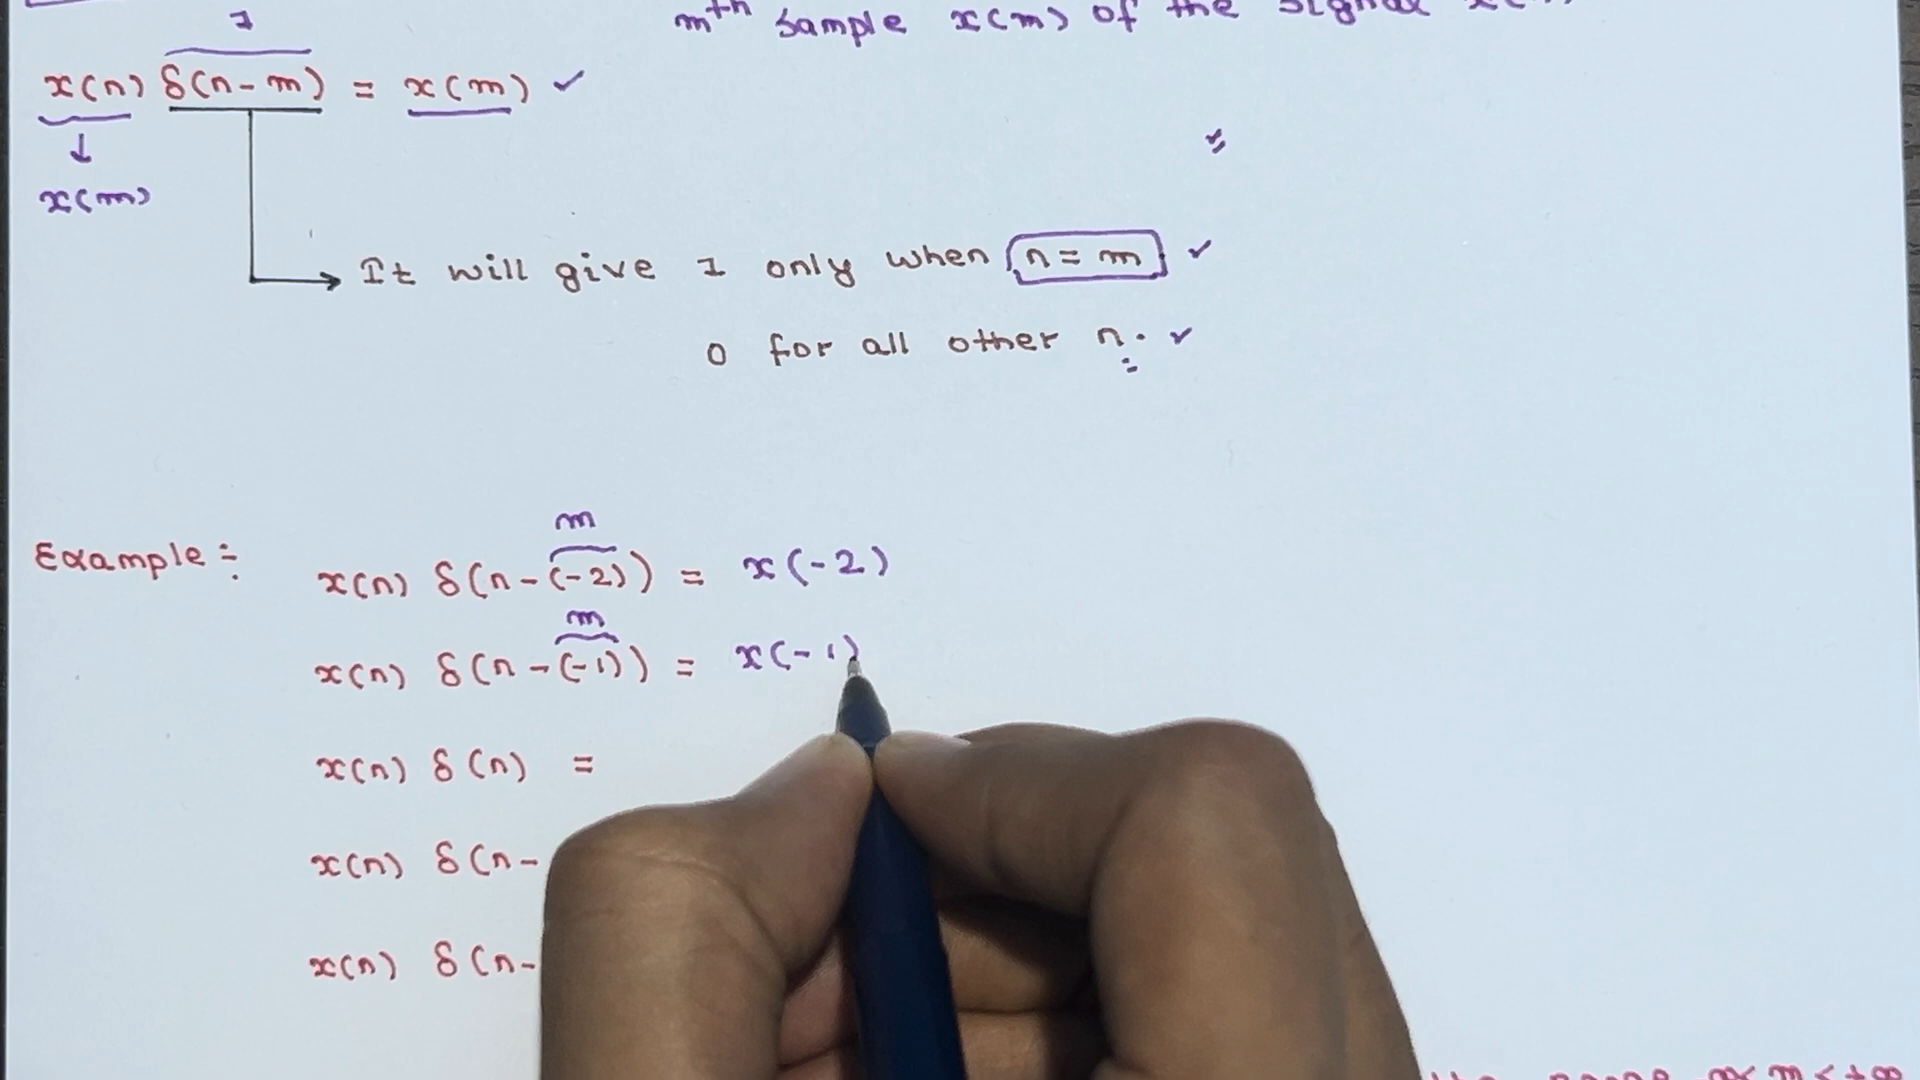 mth sample x(m) of the signal
1
x(n) δ(n-m) = x(m) ✓
↓
x(m)
It will give 1 only when n = m ✓
0 for all other n. ✓
m
Example :- x(n) δ(n-(-2)) = x(-2)
m
x(n) δ(n-(-1)) = x(-1)
x(n) δ(n) =
x(n) δ(n-
x(n) δ(n-